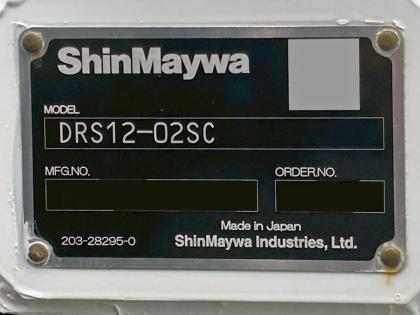 ShinMaywa
MODEL
DRS12-02SC
MFG.NO.
ORDER.NO.
Made in Japan
203-28295-0
ShinMaywa Industries, Ltd.